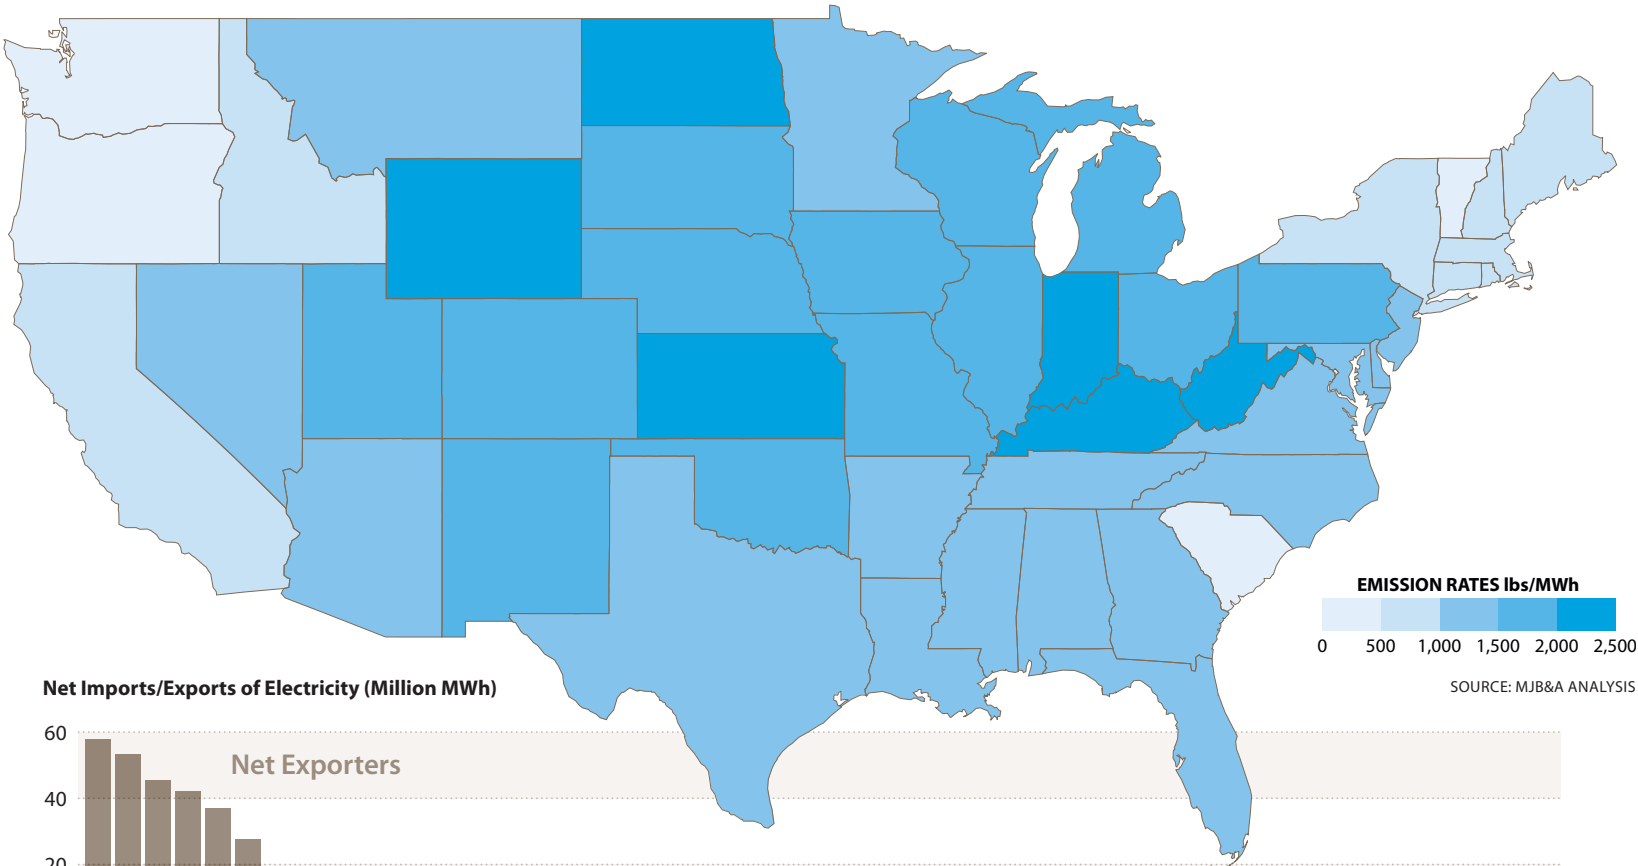 EMISSION RATES lbs/MWh
0 500 1,000 1,500 2,000 2,500
SOURCE: MJB&A ANALYSIS
Net Imports/Exports of Electricity (Million MWh)
60
Net Exporters
40
20